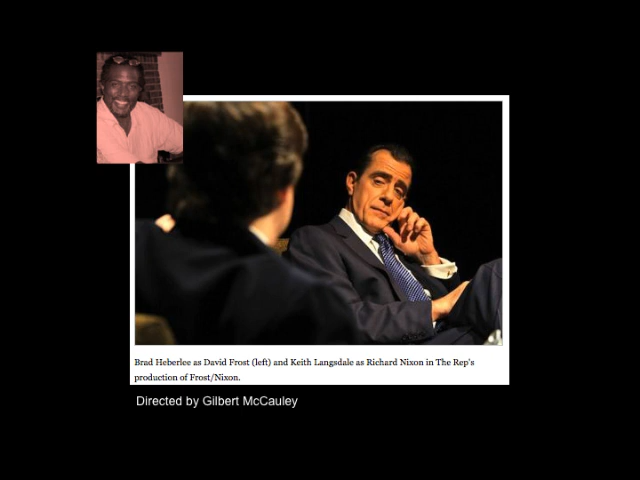 Brad Heberlee as David Frost (left) and Keith Langsdale as Richard Nixon in The Rep's
production of Frost/Nixon.
Directed by Gilbert McCauley